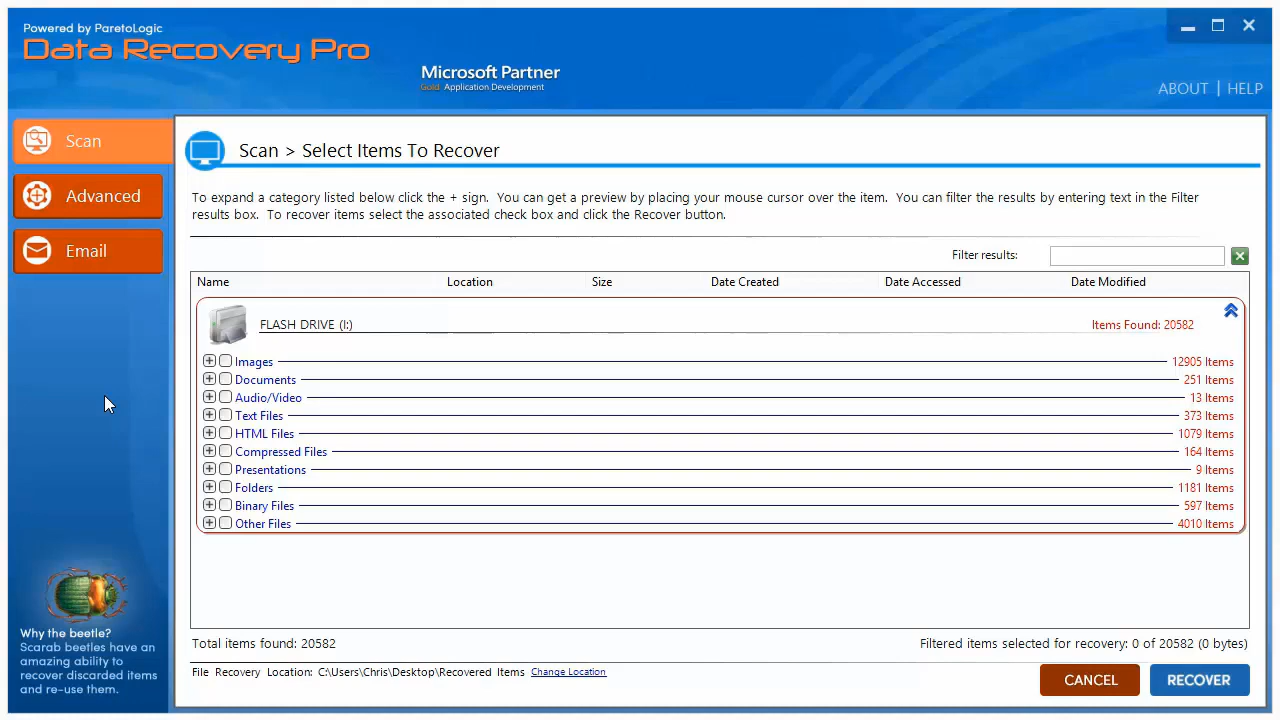 Powered by ParetoLogic
Data Recovery Pro
Microsoft Partner
Gold Application Development
ABOUT | HELP
Scan
Advanced
Email
Scan > Select Items To Recover
To expand a category listed below click the + sign. You can get a preview by placing your mouse cursor over the item. You can filter the results by entering text in the Filter
results box. To recover items select the associated check box and click the Recover button.
Filter results:
Name Location Size Date Created Date Accessed Date Modified
FLASH DRIVE (I:) Items Found: 20582
Images 12905 Items
Documents 251 Items
Audio/Video 13 Items
Text Files 373 Items
HTML Files 1079 Items
Compressed Files 164 Items
Presentations 9 Items
Folders 1181 Items
Binary Files 597 Items
Other Files 4010 Items
Total items found: 20582 Filtered items selected for recovery: 0 of 20582 (0 bytes)
File Recovery Location: C:\Users\Chris\Desktop\Recovered Items Change Location
CANCEL RECOVER
Why the beetle?
Scarab beetles have an
amazing ability to
recover discarded items
and re-use them.